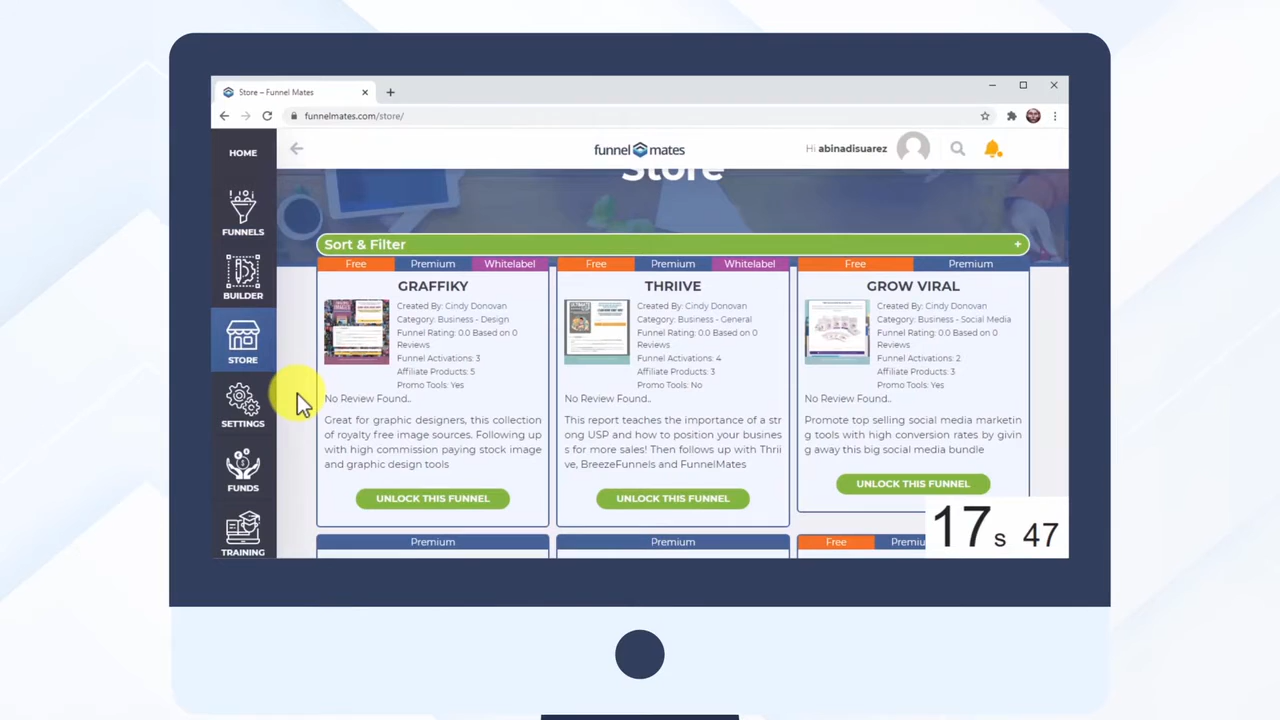 Store – Funnel Mates
funnelmates.com/store/
HOME
funnel mates
Hi abinadisuarez
Store
FUNNELS
BUILDER
STORE
SETTINGS
FUNDS
TRAINING
Sort & Filter +
Free Premium Whitelabel
GRAFFIKY
Created By: Cindy Donovan
Category: Business - Design
Funnel Rating: 0.0 Based on 0
Reviews
Funnel Activations: 3
Affiliate Products: 5
Promo Tools: Yes
No Review Found..
Great for graphic designers, this collection
of royalty free image sources. Following up
with high commission paying stock image
and graphic design tools
UNLOCK THIS FUNNEL
Free Premium Whitelabel
THRIIVE
Created By: Cindy Donovan
Category: Business - General
Funnel Rating: 0.0 Based on 0
Reviews
Funnel Activations: 4
Affiliate Products: 3
Promo Tools: No
No Review Found..
This report teaches the importance of a str
ong USP and how to position your busines
s for more sales! Then follows up with Thrii
ve, BreezeFunnels and FunnelMates
UNLOCK THIS FUNNEL
Free Premium
GROW VIRAL
Created By: Cindy Donovan
Category: Business - Social Media
Funnel Rating: 0.0 Based on 0
Reviews
Funnel Activations: 2
Affiliate Products: 3
Promo Tools: Yes
No Review Found..
Promote top selling social media marketin
g tools with high conversion rates by givin
g away this big social media bundle
UNLOCK THIS FUNNEL
Premium
Premium
Free Premiu
17s 47